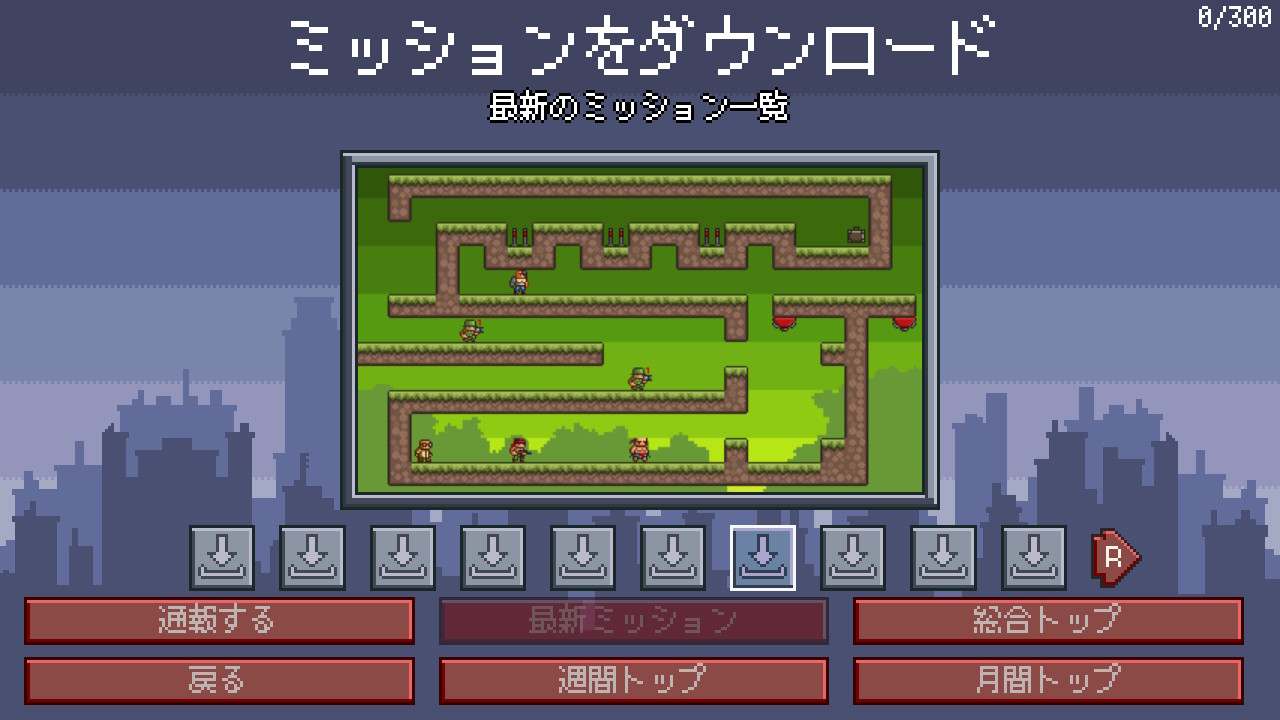 0/300
ミッションをダウンロード
最新のミッション一覧
R
通報する
最新ミッション
総合トップ
戻る
週間トップ
月間トップ